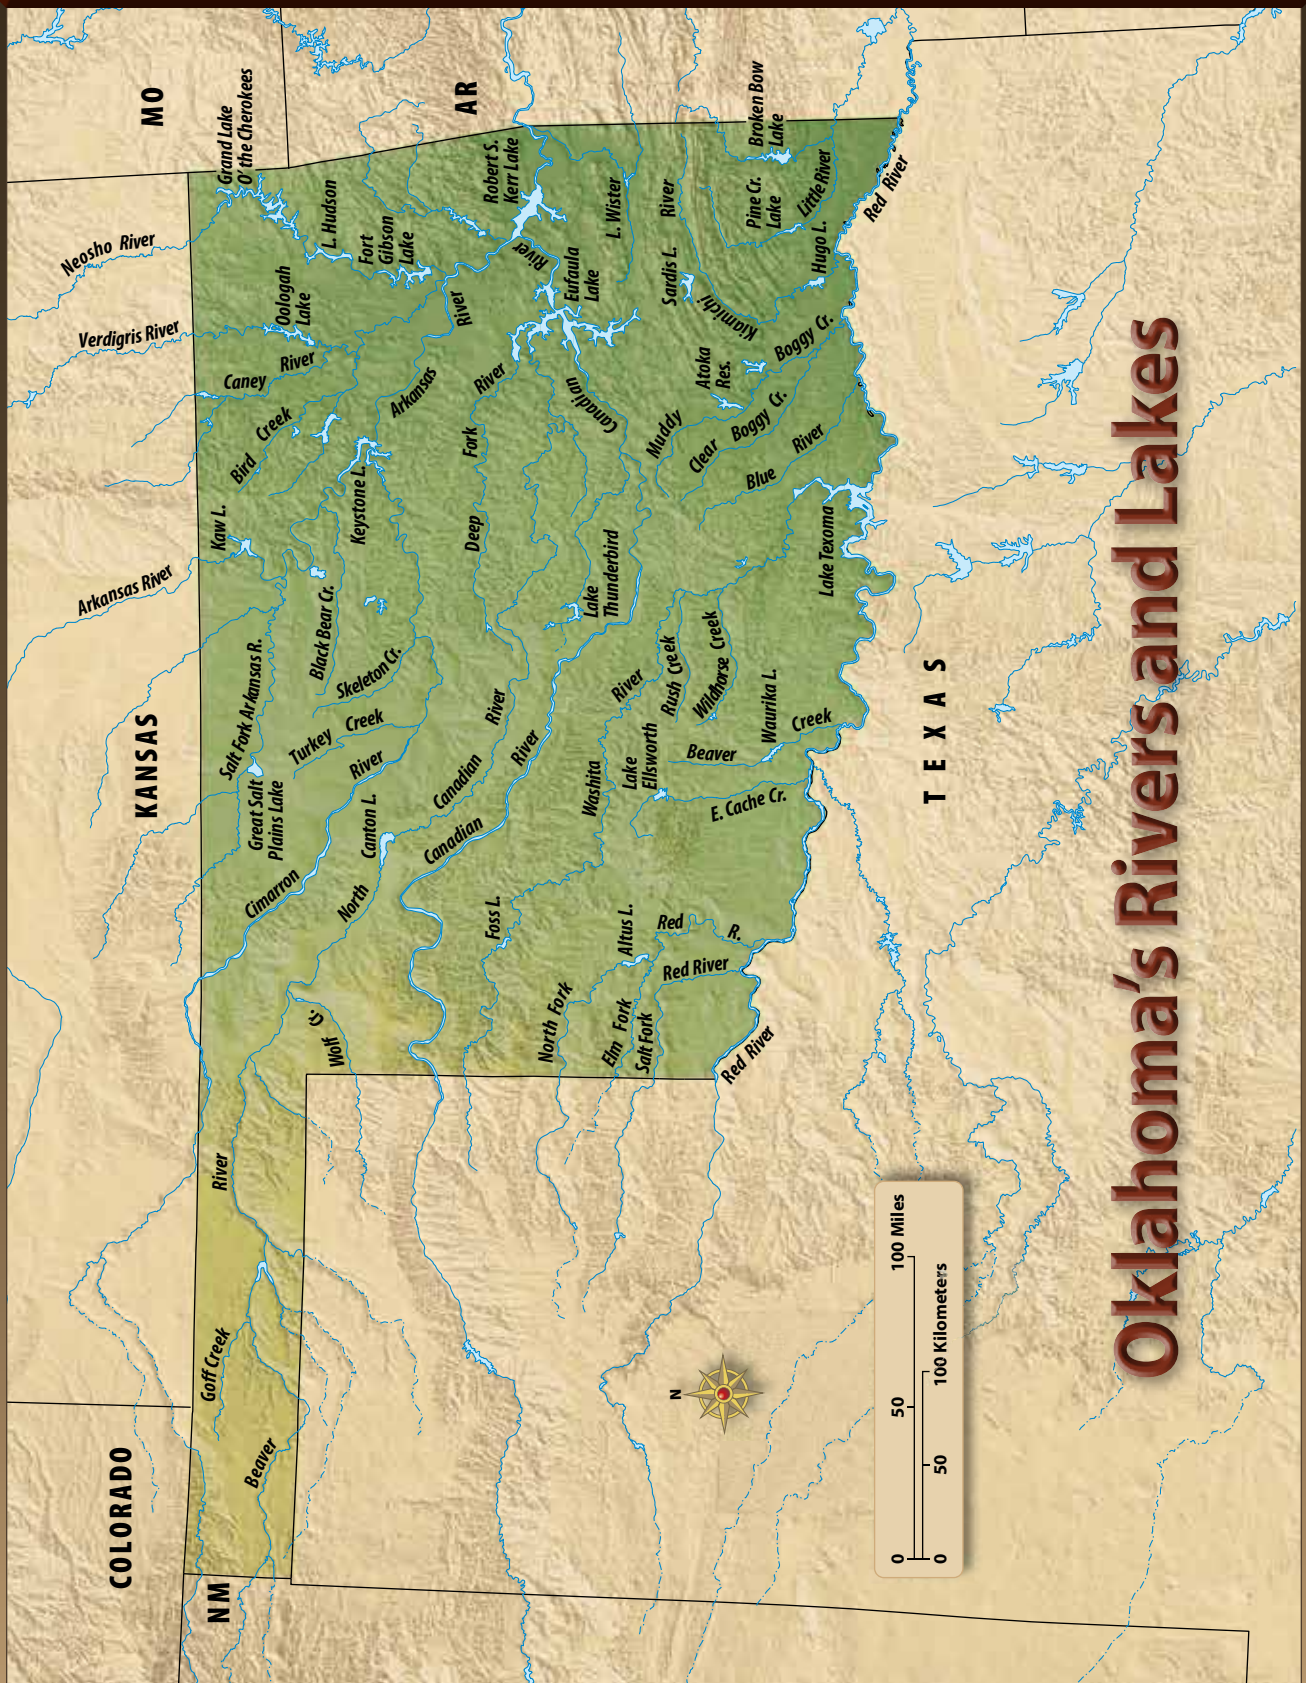 Oklahoma's Rivers and Lakes
COLORADO
KANSAS
MO
AR
NM
TEXAS
N
Neosho River
Verdigris River
Arkansas River
Grand Lake
O' the Cherokees
L. Hudson
Fort
Gibson
Lake
Oologah
Lake
Caney River
Bird Creek
Kaw L.
Keystone L.
Arkansas River
Black Bear Cr.
Skeleton Cr.
Salt Fork Arkansas R.
Turkey Creek
Great Salt
Plains Lake
Cimarron River
Canton L.
North Canadian River
Canadian River
Wolf Cr.
Beaver River
Goff Creek
Robert S.
Kerr Lake
Canadian River
Eufaula
Lake
Deep Fork River
Lake
Thunderbird
L. Wister
Sardis L.
Kiamichi River
Broken Bow
Lake
Pine Cr.
Lake
Little River
Hugo L.
Red River
Atoka
Res.
Muddy Boggy Cr.
Clear Boggy Cr.
Blue River
Lake Texoma
Washita River
Rush Creek
Wildhorse Creek
Waurika L.
Beaver Creek
Lake
Ellsworth
E. Cache Cr.
Foss L.
Altus L.
North Fork Red R.
Elm Fork
Salt Fork Red River
Red River
0 50 100 Miles
0 50 100 Kilometers